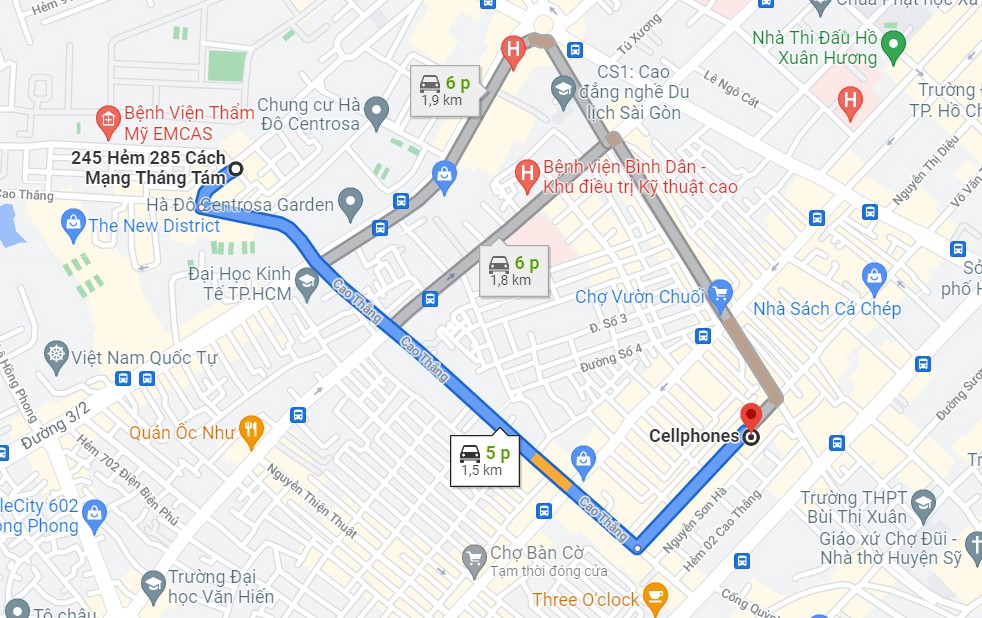 Chùa Phật học Xá
Tú Xương
Nhà Thi Đấu Hồ
Xuân Hương
Lê Ngô Cát
H
CS1: Cao
đẳng nghề Du
lịch Sài Gòn
H
Trường Đ
TP. Hồ Ch
6 p
1,9 km
Hẻm
Bệnh Viện Thẩm
Mỹ EMCAS
Chung cư Hà
Đô Centrosa
245 Hẻm 285 Cách
Mạng Tháng Tám
Cao Thắng
Nguyễn Thị Diệu
Võ Văn T
H
Bệnh viện Bình Dân -
Khu điều trị Kỹ thuật cao
Hà Đô Centrosa Garden
The New District
6 p
1,8 km
Đại Học Kinh
Tế TP.HCM
Cao Thắng
Chợ Vườn Chuối
Nhà Sách Cá Chép
Sở
phố H
Đ. Số 3
Đường Số 4
Cao Thắng
Việt Nam Quốc Tự
Lê Hồng Phong
Đường 3/2
Đường Sươ
Quán Ốc Như
Cellphones
5 p
1,5 km
Hẻm 702 Điện Biên Phủ
Nguyễn Thiện Thuật
Cao Thắng
Nguyễn Sơn Hà
Hẻm 02 Cao Thắng
Tr
leCity 602
ồng Phong
Trường THPT
Bùi Thị Xuân
Giáo xứ Chợ Đũi -
Nhà thờ Huyện Sỹ
Chợ Bàn Cờ
Tạm thời đóng cửa
Trường Đại
học Văn Hiến
Three O'clock
Cống Quỳnh
Tô châu